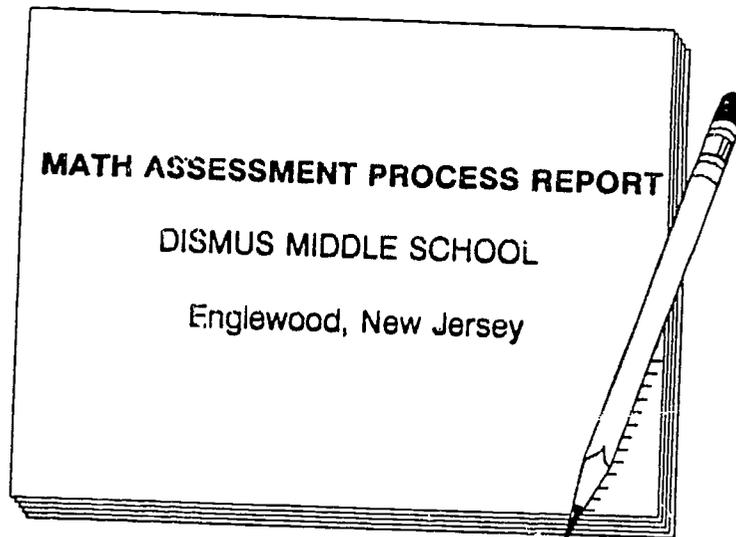 MATH ASSESSMENT PROCESS REPORT
DISMUS MIDDLE SCHOOL
Englewood, New Jersey